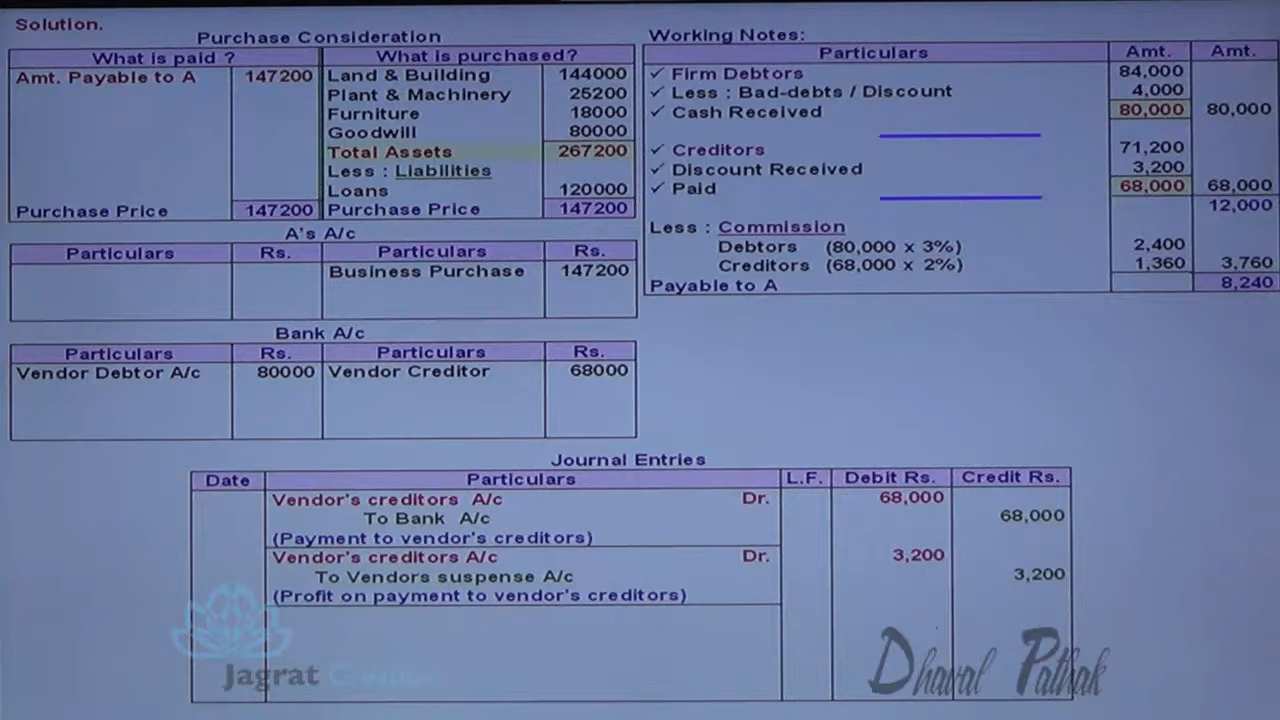 Solution.
Purchase Consideration
What is paid ? What is purchased?
Amt. Payable to A 147200 Land & Building 144000
Plant & Machinery 25200
Furniture 18000
Goodwill 80000
Total Assets 267200
Less : Liabilities
Loans 120000
Purchase Price 147200 Purchase Price 147200
A's A/c
Particulars Rs. Particulars Rs.
Business Purchase 147200
Bank A/c
Particulars Rs. Particulars Rs.
Vendor Debtor A/c 80000 Vendor Creditor 68000
Working Notes:
Particulars Amt. Amt.
✓ Firm Debtors 84,000
✓ Less : Bad-debts / Discount 4,000
✓ Cash Received 80,000 80,000
✓ Creditors 71,200
✓ Discount Received 3,200
✓ Paid 68,000 68,000
12,000
Less : Commission
Debtors (80,000 x 3%) 2,400
Creditors (68,000 x 2%) 1,360 3,760
Payable to A 8,240
Journal Entries
Date Particulars L.F. Debit Rs. Credit Rs.
Vendor's creditors A/c Dr. 68,000
To Bank A/c 68,000
(Payment to vendor's creditors)
Vendor's creditors A/c Dr. 3,200
To Vendors suspense A/c 3,200
(Profit on payment to vendor's creditors)
Jagrat
Dhaval Pathak